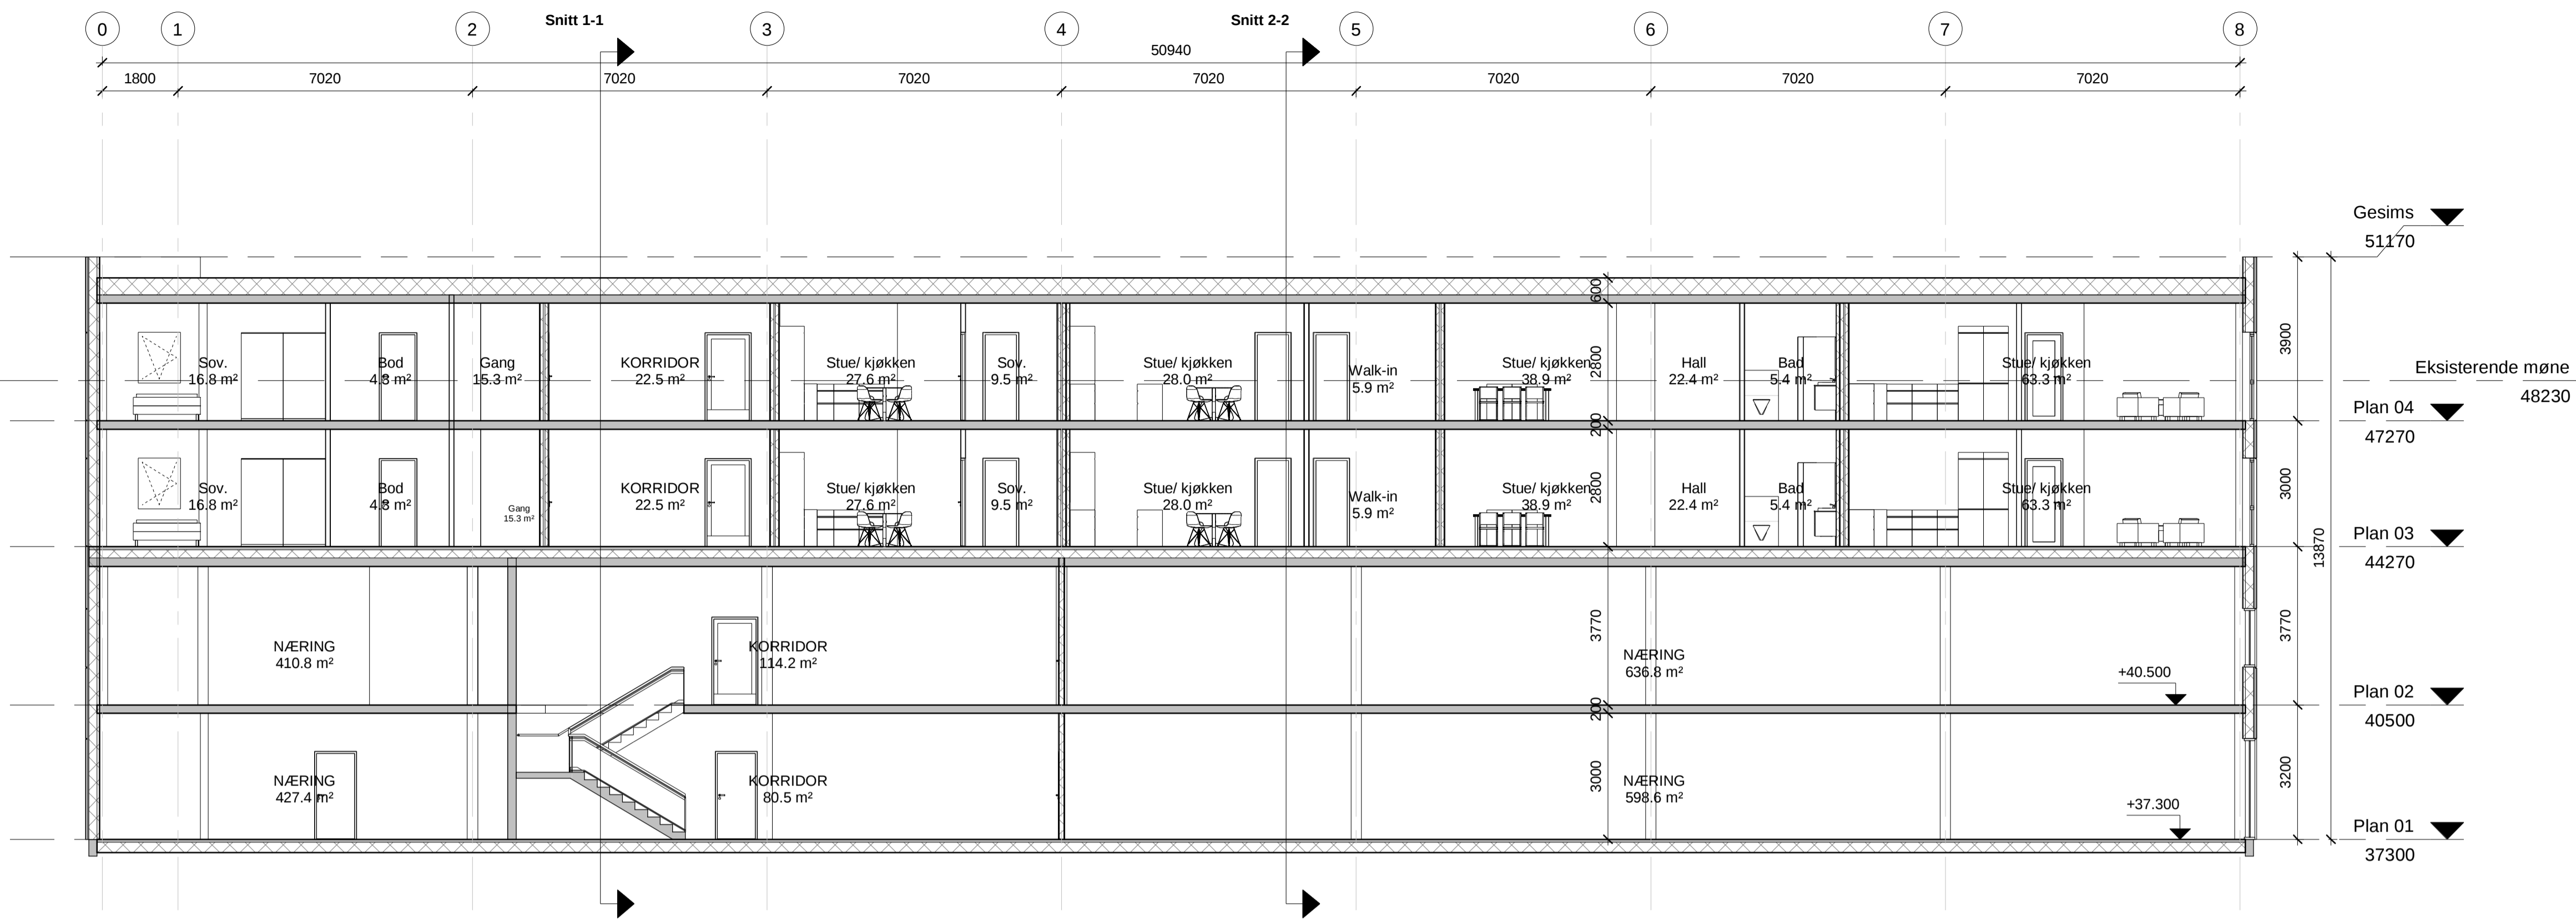 Snitt 1-1
Snitt 2-2
0
1
2
3
4
5
6
7
8
50940
1800
7020
7020
7020
7020
7020
7020
7020
Gesims
51170
600
3900
2800
Eksisterende møne
48230
Sov.
16.8 m²
Bod
4.3 m²
Gang
15.3 m²
KORRIDOR
22.5 m²
Stue/ kjøkken
27.6 m²
Sov.
9.5 m²
Stue/ kjøkken
28.0 m²
Walk-in
5.9 m²
Stue/ kjøkken
38.9 m²
Hall
22.4 m²
Bad
5.4 m²
Stue/ kjøkken
63.3 m²
Plan 04
47270
200
Sov.
16.8 m²
Bod
4.3 m²
Gang
15.3 m²
KORRIDOR
22.5 m²
Stue/ kjøkken
27.6 m²
Sov.
9.5 m²
Stue/ kjøkken
28.0 m²
Walk-in
5.9 m²
Stue/ kjøkken
38.9 m²
2800
Hall
22.4 m²
Bad
5.4 m²
Stue/ kjøkken
63.3 m²
3000
Plan 03
44270
13870
NÆRING
410.8 m²
KORRIDOR
114.2 m²
3770
NÆRING
636.8 m²
3770
+40.500
Plan 02
40500
200
NÆRING
427.4 m²
KORRIDOR
80.5 m²
3000
NÆRING
598.6 m²
3200
+37.300
Plan 01
37300